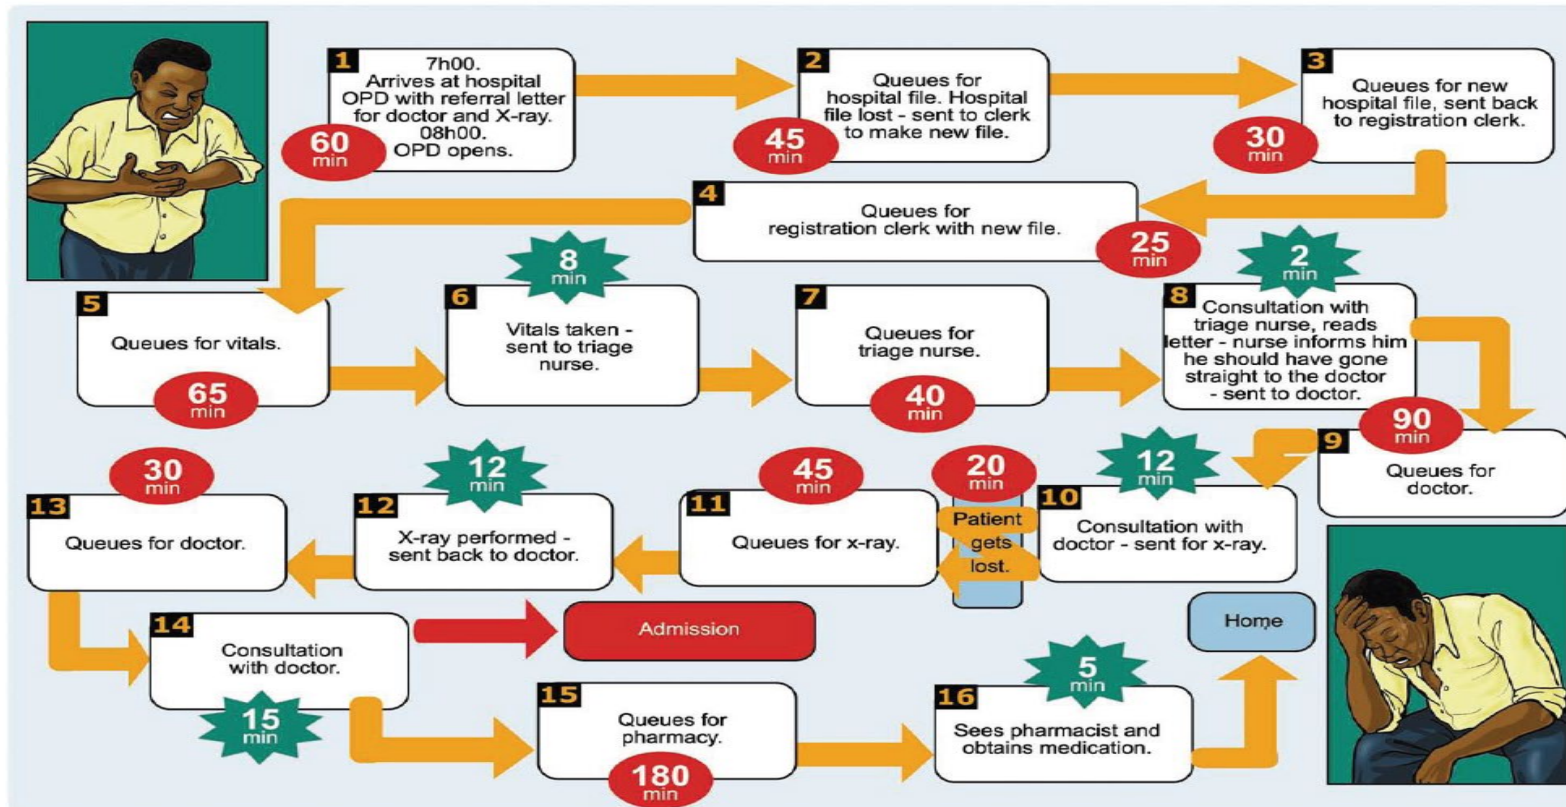 1
7h00.
Arrives at hospital
OPD with referral letter
for doctor and X-ray.
08h00.
OPD opens.
60
min
2
Queues for
hospital file. Hospital
file lost - sent to clerk
to make new file.
45
min
3
Queues for new
hospital file, sent back
to registration clerk.
30
min
4
Queues for
registration clerk with new file.
25
min
5
Queues for vitals.
65
min
6
8
min
Vitals taken -
sent to triage
nurse.
7
Queues for
triage nurse.
40
min
8
2
min
Consultation with
triage nurse, reads
letter - nurse informs him
he should have gone
straight to the doctor
- sent to doctor.
9
90
min
Queues for
doctor.
10
12
min
Consultation with
doctor - sent for x-ray.
20
min
Patient
gets
lost.
11
45
min
Queues for x-ray.
12
12
min
X-ray performed -
sent back to doctor.
13
30
min
Queues for doctor.
14
Consultation
with doctor.
15
min
Admission
15
Queues for
pharmacy.
180
min
16
5
min
Sees pharmacist and
obtains medication.
Home